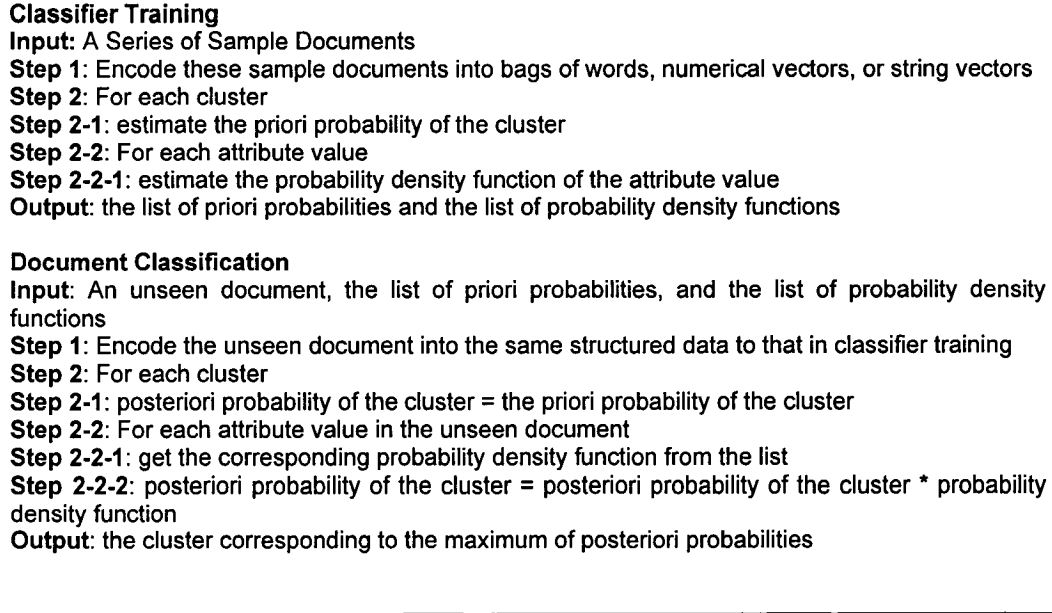 Classifier Training
Input: A Series of Sample Documents
Step 1: Encode these sample documents into bags of words, numerical vectors, or string vectors
Step 2: For each cluster
Step 2-1: estimate the priori probability of the cluster
Step 2-2: For each attribute value
Step 2-2-1: estimate the probability density function of the attribute value
Output: the list of priori probabilities and the list of probability density functions
Document Classification
Input: An unseen document, the list of priori probabilities, and the list of probability density
functions
Step 1: Encode the unseen document into the same structured data to that in classifier training
Step 2: For each cluster
Step 2-1: posteriori probability of the cluster = the priori probability of the cluster
Step 2-2: For each attribute value in the unseen document
Step 2-2-1: get the corresponding probability density function from the list
Step 2-2-2: posteriori probability of the cluster = posteriori probability of the cluster * probability
density function
Output: the cluster corresponding to the maximum of posteriori probabilities